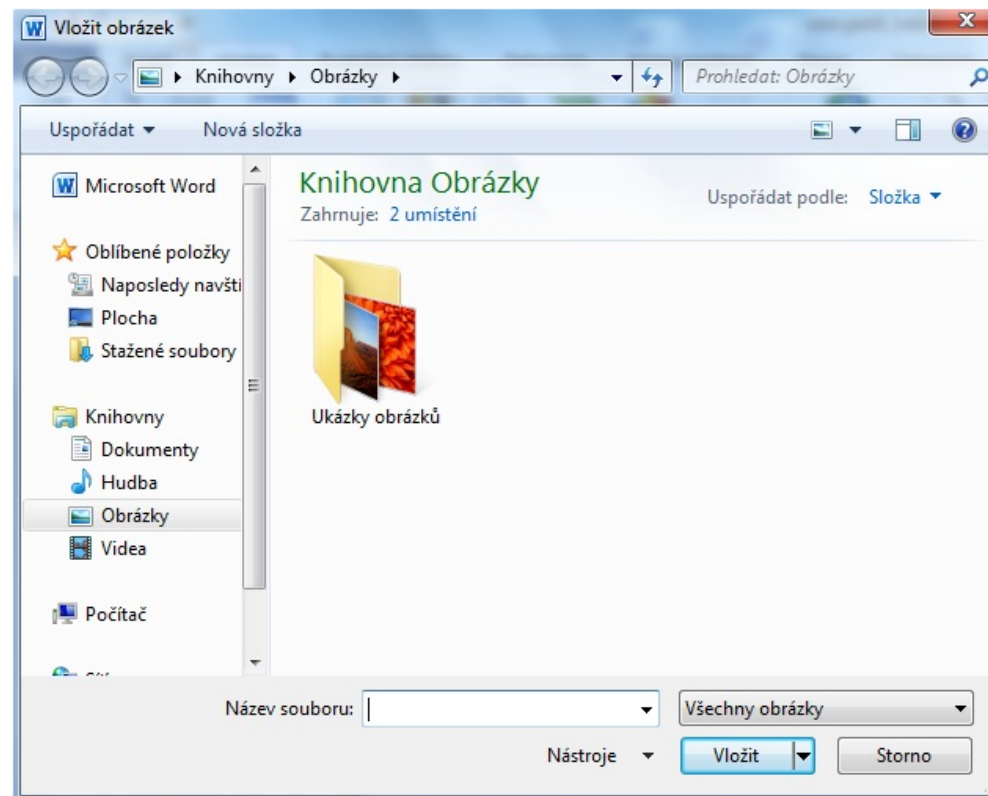 Vložit obrázek
Knihovny ▸ Obrázky ▸
Prohledat: Obrázky
Uspořádat
Nová složka
Microsoft Word
Oblíbené položky
Naposledy navšti
Plocha
Stažené soubory
Knihovny
Dokumenty
Hudba
Obrázky
Videa
Počítač
Knihovna Obrázky
Zahrnuje: 2 umístění
Uspořádat podle: Složka
Ukázky obrázků
Název souboru:
Všechny obrázky
Nástroje
Vložit
Storno